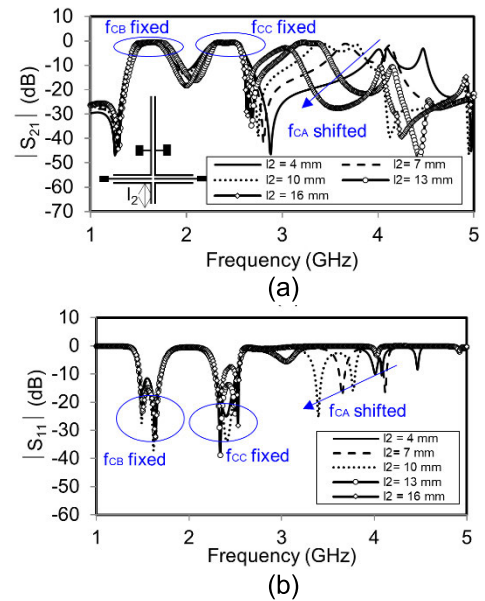 fCB fixed
fCC fixed
10
0
-10
-20
-30
-40
-50
-60
-70
| S21 | (dB)
fCA shifted
l2
l2 = 4 mm
l2= 7 mm
l2= 10 mm
l2= 13 mm
l2= 16 mm
1
2
3
4
5
Frequency (GHz)
(a)
10
0
-10
-20
-30
-40
-50
-60
| S11 | (dB)
fCA shifted
fCB fixed
fCC fixed
l2 = 4 mm
l2 = 7 mm
l2 = 10 mm
l2 = 13 mm
l2 = 16 mm
1
2
3
4
5
Frequency (GHz)
(b)